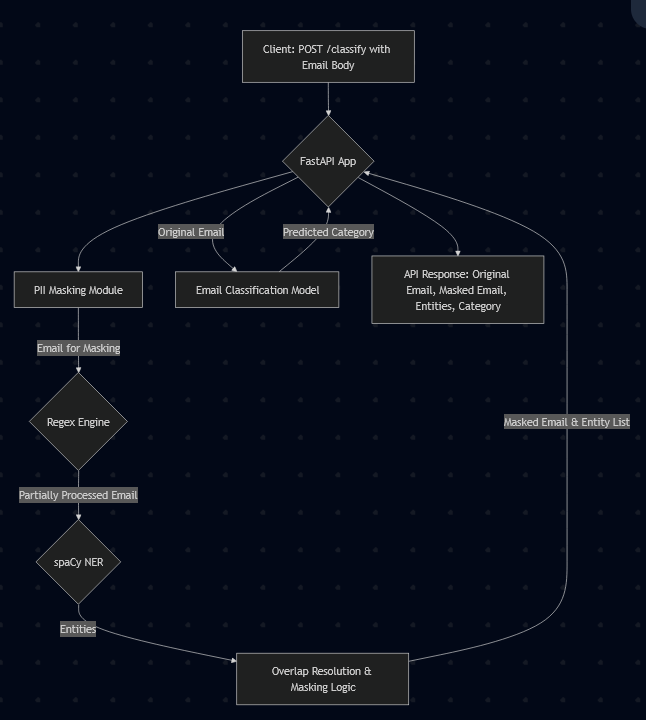 Client: POST /classify with
Email Body
FastAPI App
Original Email
Predicted Category
PII Masking Module
Email Classification Model
API Response: Original
Email, Masked Email,
Entities, Category
Email for Masking
Regex Engine
Masked Email & Entity List
Partially Processed Email
spaCy NER
Entities
Overlap Resolution &
Masking Logic